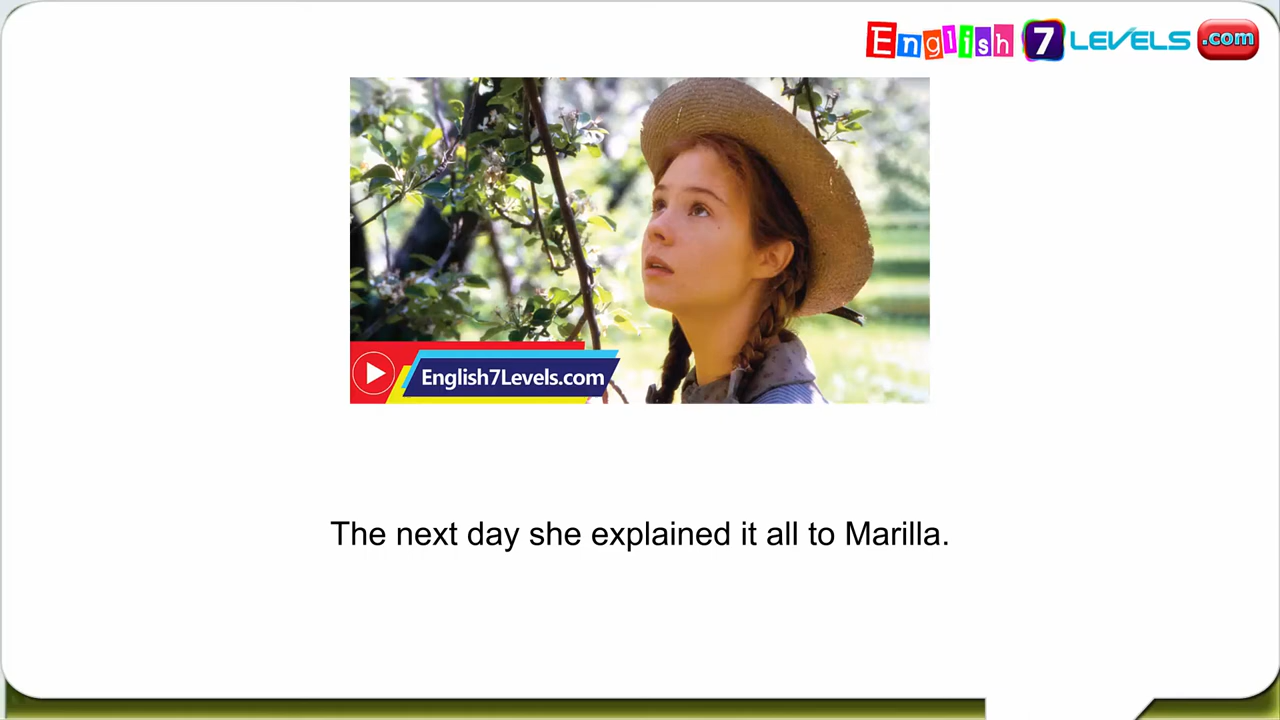 English 7 LEVELS .com
English7Levels.com
The next day she explained it all to Marilla.